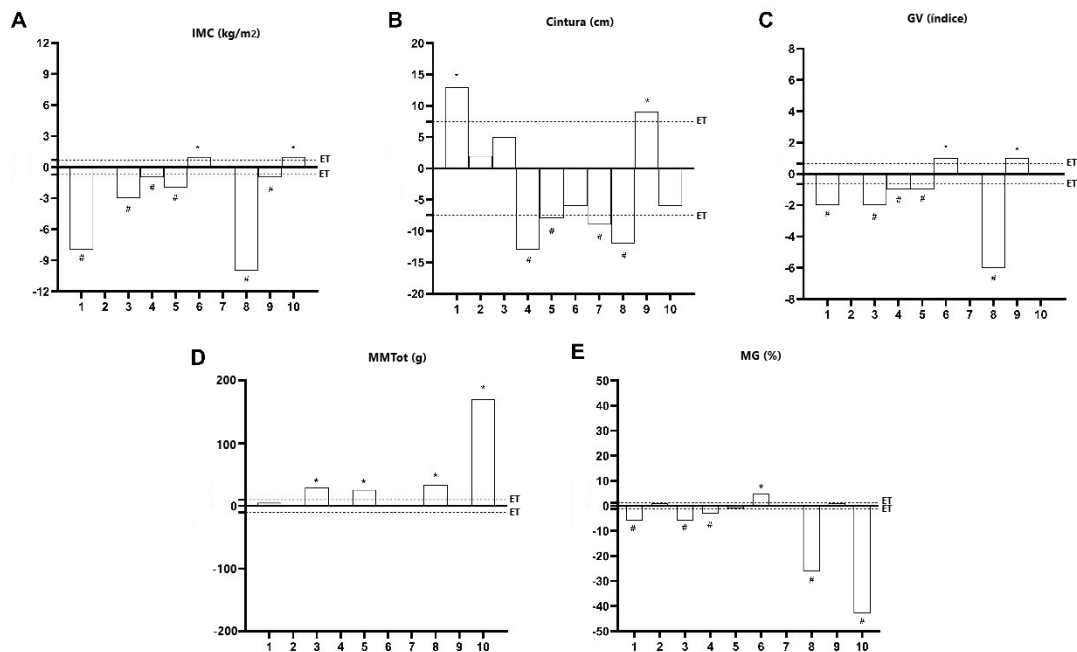 A
IMC (kg/m2)
12
9
6
3
0
-3
-6
-9
-12
ET
ET
*
*
#
#
#
#
#
#
1 2 3 4 5 6 7 8 9 10
B
Cintura (cm)
20
15
10
5
0
-5
-10
-15
-20
ET
ET
*
*
#
#
#
#
1 2 3 4 5 6 7 8 9 10
C
GV (índice)
8
6
4
2
0
-2
-4
-6
-8
ET
ET
*
*
#
#
#
#
#
1 2 3 4 5 6 7 8 9 10
D
MMTot (g)
200
100
0
-100
-200
ET
ET
*
*
*
*
1 2 3 4 5 6 7 8 9 10
E
MG (%)
50
40
30
20
10
0
-10
-20
-30
-40
-50
ET
ET
*
#
#
#
#
#
1 2 3 4 5 6 7 8 9 10